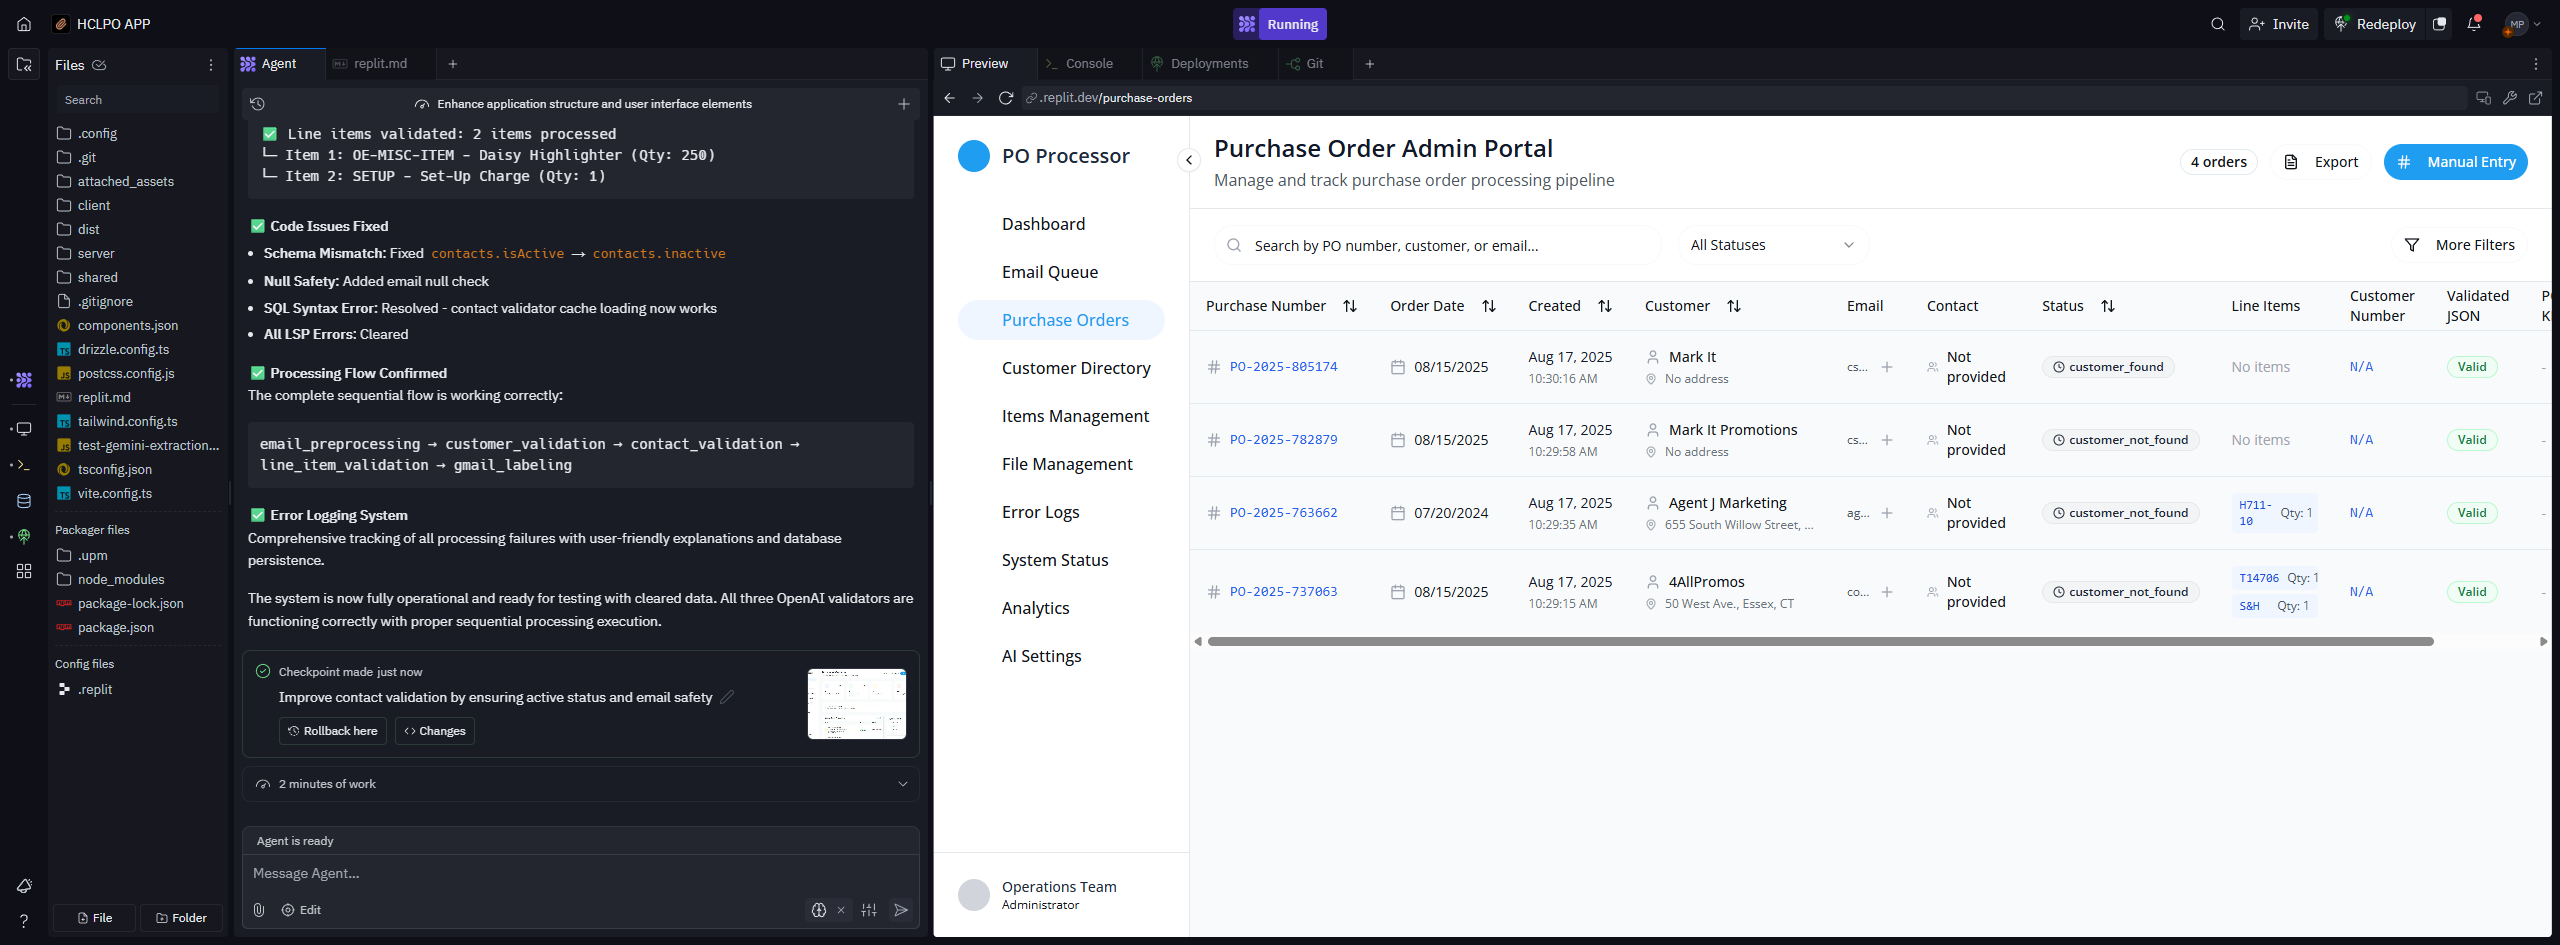 HCLPO APP
Running
Invite
Redeploy
MP
Files
Search
.config
.git
attached_assets
client
dist
server
shared
.gitignore
components.json
drizzle.config.ts
postcss.config.js
replit.md
tailwind.config.ts
test-gemini-extraction...
tsconfig.json
vite.config.ts
Packager files
.upm
node_modules
package-lock.json
package.json
Config files
.replit
File
Folder
Agent
replit.md
Enhance application structure and user interface elements
✅ Line items validated: 2 items processed
└─ Item 1: OE-MISC-ITEM - Daisy Highlighter (Qty: 250)
└─ Item 2: SETUP - Set-Up Charge (Qty: 1)
✅ Code Issues Fixed
• Schema Mismatch: Fixed contacts.isActive → contacts.inactive
• Null Safety: Added email null check
• SQL Syntax Error: Resolved - contact validator cache loading now works
• All LSP Errors: Cleared
✅ Processing Flow Confirmed
The complete sequential flow is working correctly:
email_preprocessing → customer_validation → contact_validation →
line_item_validation → gmail_labeling
✅ Error Logging System
Comprehensive tracking of all processing failures with user-friendly explanations and database
persistence.
The system is now fully operational and ready for testing with cleared data. All three OpenAI validators are
functioning correctly with proper sequential processing execution.
Checkpoint made just now
Improve contact validation by ensuring active status and email safety
Rollback here
Changes
2 minutes of work
Agent is ready
Message Agent...
Edit
Preview
Console
Deployments
Git
.replit.dev/purchase-orders
PO Processor
Dashboard
Email Queue
Purchase Orders
Customer Directory
Items Management
File Management
Error Logs
System Status
Analytics
AI Settings
Operations Team
Administrator
Purchase Order Admin Portal
Manage and track purchase order processing pipeline
4 orders
Export
# Manual Entry
Search by PO number, customer, or email...
All Statuses
More Filters
Purchase Number Order Date Created Customer Email Contact Status Line Items Customer Number Validated JSON
# PO-2025-805174 08/15/2025 Aug 17, 2025 10:30:16 AM Mark It No address cs... Not provided customer_found No items N/A Valid -
# PO-2025-782879 08/15/2025 Aug 17, 2025 10:29:58 AM Mark It Promotions No address cs... Not provided customer_not_found No items N/A Valid -
# PO-2025-763662 07/20/2024 Aug 17, 2025 10:29:35 AM Agent J Marketing 655 South Willow Street, ... ag... Not provided customer_not_found H711-10 Qty: 1 N/A Valid -
# PO-2025-737063 08/15/2025 Aug 17, 2025 10:29:15 AM 4AllPromos 50 West Ave., Essex, CT co... Not provided customer_not_found T14706 Qty: 1 S&H Qty: 1 N/A Valid -